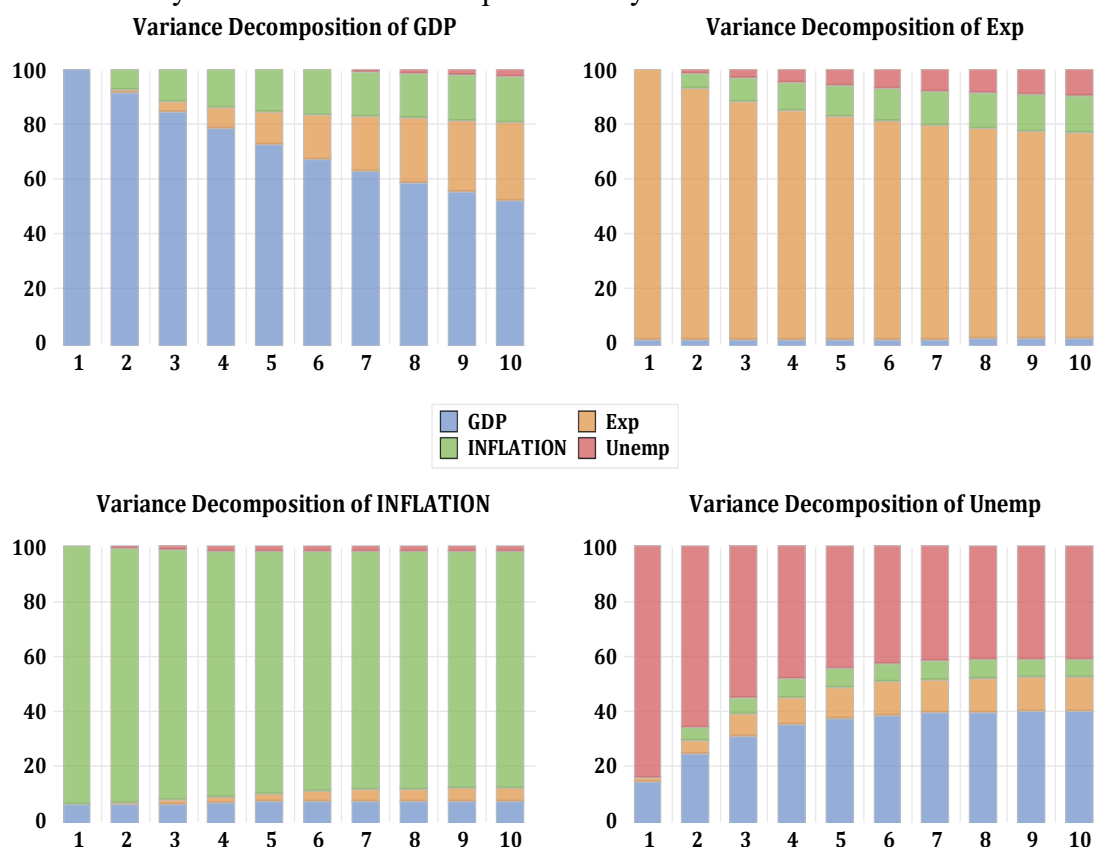 Variance Decomposition of GDP
100
80
60
40
20
0
1 2 3 4 5 6 7 8 9 10
Variance Decomposition of Exp
100
80
60
40
20
0
1 2 3 4 5 6 7 8 9 10
GDP Exp
INFLATION Unemp
Variance Decomposition of INFLATION
100
80
60
40
20
0
1 2 3 4 5 6 7 8 9 10
Variance Decomposition of Unemp
100
80
60
40
20
0
1 2 3 4 5 6 7 8 9 10